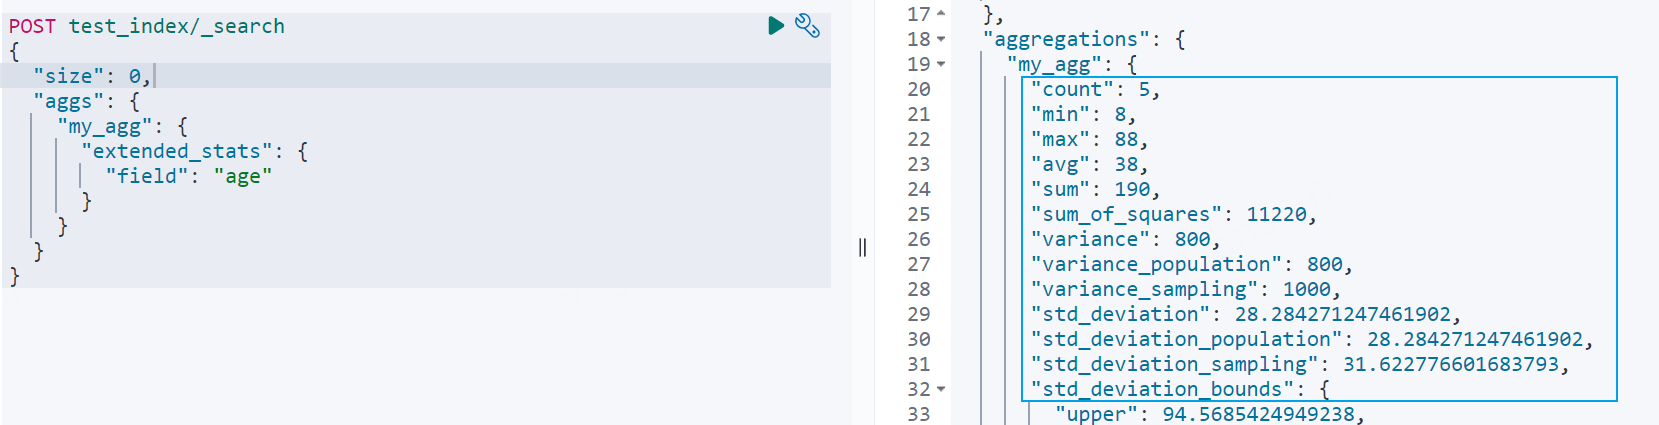 POST test_index/_search
{
  "size": 0,
  "aggs": {
    "my_agg": {
      "extended_stats": {
        "field": "age"
      }
    }
  }
}
17 },
18 "aggregations": {
19 "my_agg": {
20 "count": 5,
21 "min": 8,
22 "max": 88,
23 "avg": 38,
24 "sum": 190,
25 "sum_of_squares": 11220,
26 "variance": 800,
27 "variance_population": 800,
28 "variance_sampling": 1000,
29 "std_deviation": 28.284271247461902,
30 "std_deviation_population": 28.284271247461902,
31 "std_deviation_sampling": 31.622776601683793,
32 "std_deviation_bounds": {
33 "upper": 94.5685424949238,